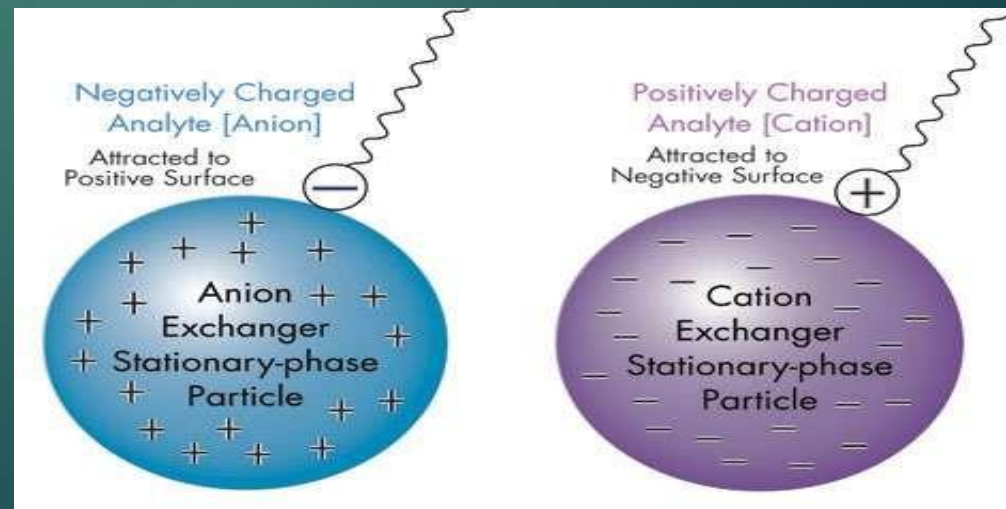 Negatively Charged
Analyte [Anion]
Attracted to
Positive Surface
−
+ + + + + + + + + + + + + + + + + + + +
Anion
Exchanger
Stationary-phase
Particle
Positively Charged
Analyte [Cation]
Attracted to
Negative Surface
+
Cation
Exchanger
Stationary-phase
Particle